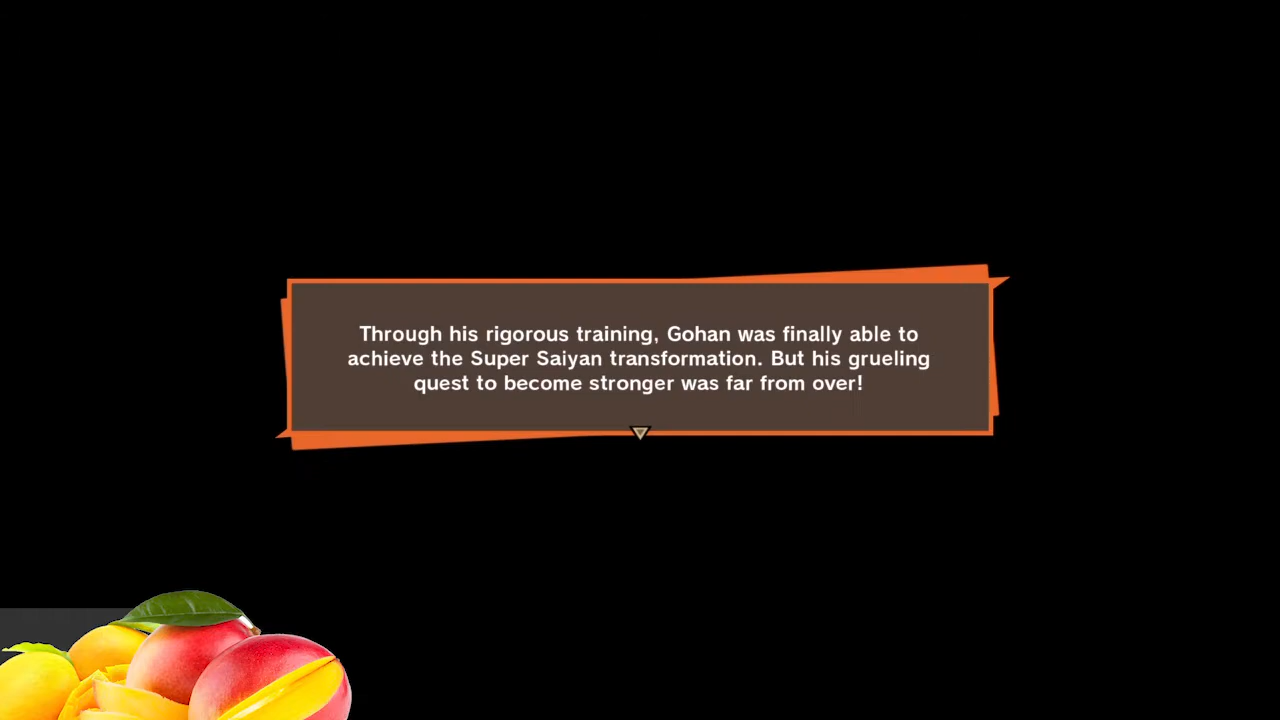 Through his rigorous training, Gohan was finally able to
achieve the Super Saiyan transformation. But his grueling
quest to become stronger was far from over!